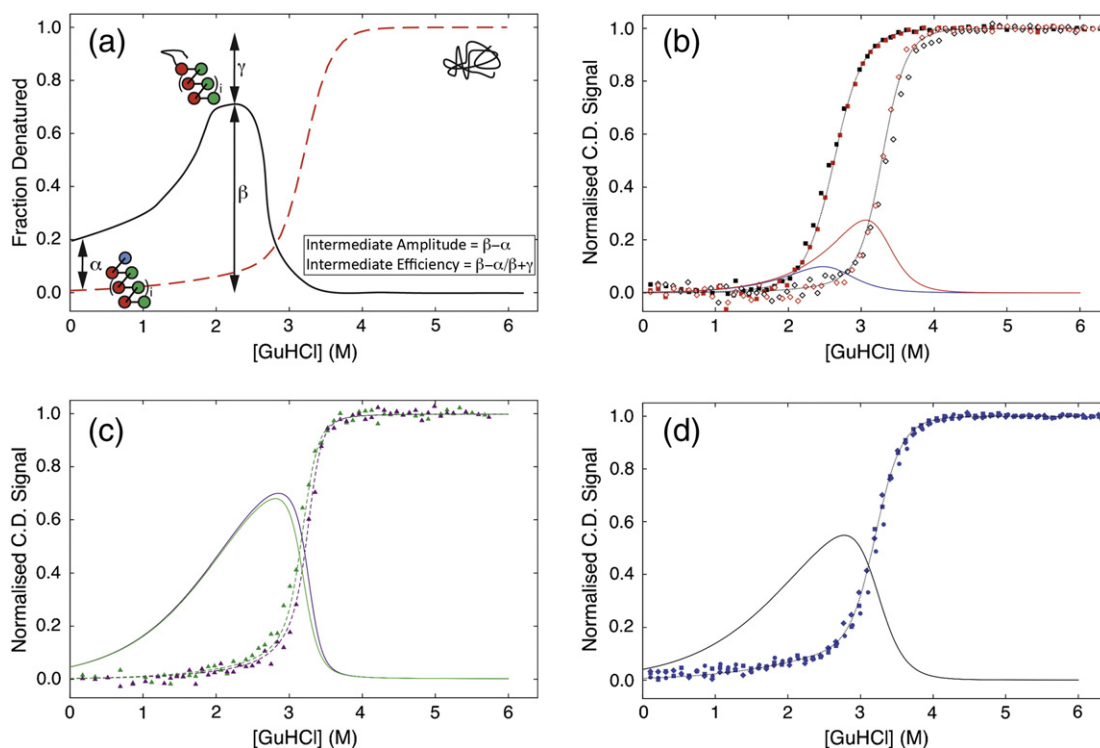 (a)
Fraction Denatured
1.0
0.8
0.6
0.4
0.2
0.0
γ
i
β
α
i
Intermediate Amplitude = β−α
Intermediate Efficiency = β−α/β+γ
0 1 2 3 4 5 6
[GuHCl] (M)
(b)
Normalised C.D. Signal
1.0
0.8
0.6
0.4
0.2
0.0
0 1 2 3 4 5 6
[GuHCl] (M)
(c)
Normalised C.D. Signal
1.0
0.8
0.6
0.4
0.2
0.0
0 1 2 3 4 5 6
[GuHCl] (M)
(d)
Normalised C.D. Signal
1.0
0.8
0.6
0.4
0.2
0.0
0 1 2 3 4 5 6
[GuHCl] (M)